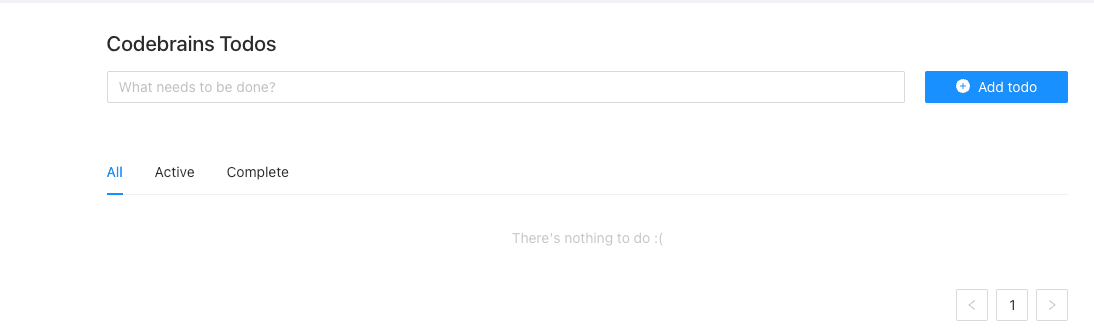 Codebrains Todos
What needs to be done?
Add todo
All Active Complete
There's nothing to do :(
< 1 >